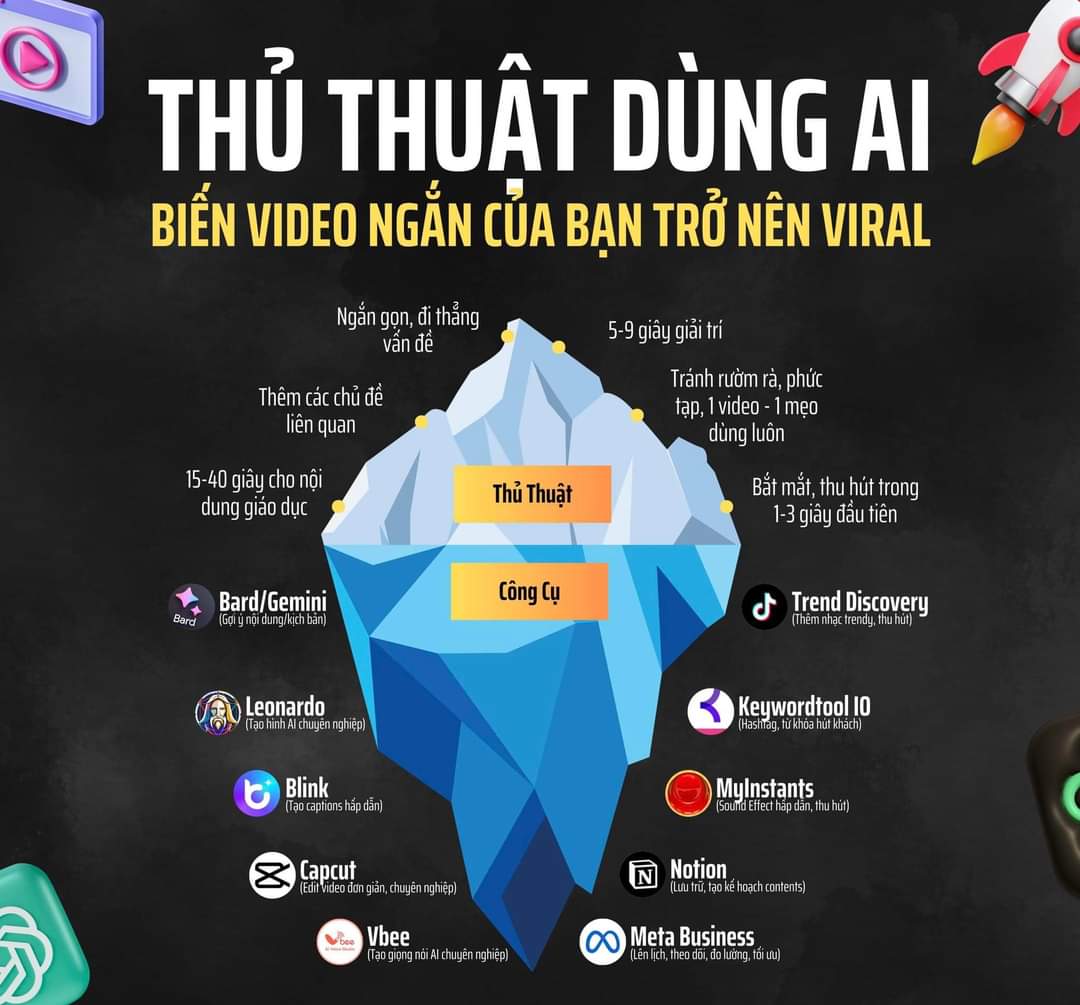 THỦ THUẬT DÙNG AI
BIẾN VIDEO NGẮN CỦA BẠN TRỞ NÊN VIRAL
Ngắn gọn, đi thẳng
vấn đề
5-9 giây giải trí
Thêm các chủ đề
liên quan
Tránh rườm rà, phức
tạp, 1 video - 1 mẹo
dùng luôn
15-40 giây cho nội
dung giáo dục
Bắt mắt, thu hút trong
1-3 giây đầu tiên
Thủ Thuật
Công Cụ
Bard
Bard/Gemini
(Gợi ý nội dung/kịch bản)
Trend Discovery
(Thêm nhạc trendy, thu hút)
Leonardo
(Tạo hình AI chuyên nghiệp)
Keywordtool IO
(Hashtag, từ khóa hút khách)
Blink
(Tạo captions hấp dẫn)
MyInstants
(Sound Effect hấp dẫn, thu hút)
Capcut
(Edit video đơn giản, chuyên nghiệp)
Notion
(Lưu trữ, tạo kế hoạch contents)
Vbee
Vbee
(Tạo giọng nói AI chuyên nghiệp)
Meta Business
(Lên lịch, theo dõi, đo lường, tối ưu)